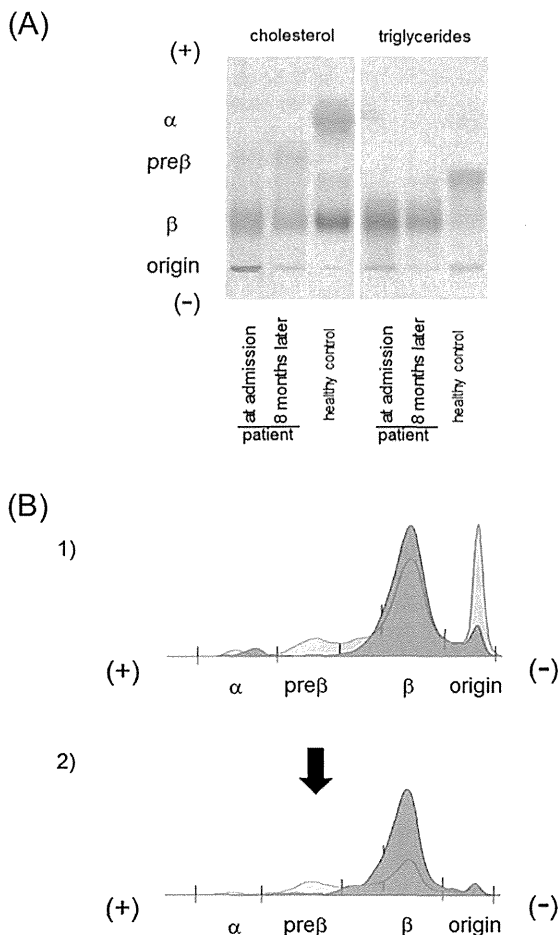 (A)
cholesterol triglycerides
(+)
α
preβ
β
origin
(-)
at admission
8 months later
healthy control
patient
at admission
8 months later
healthy control
patient
(B)
1)
(+) α preβ β origin (-)
2)
(+) α preβ β origin (-)